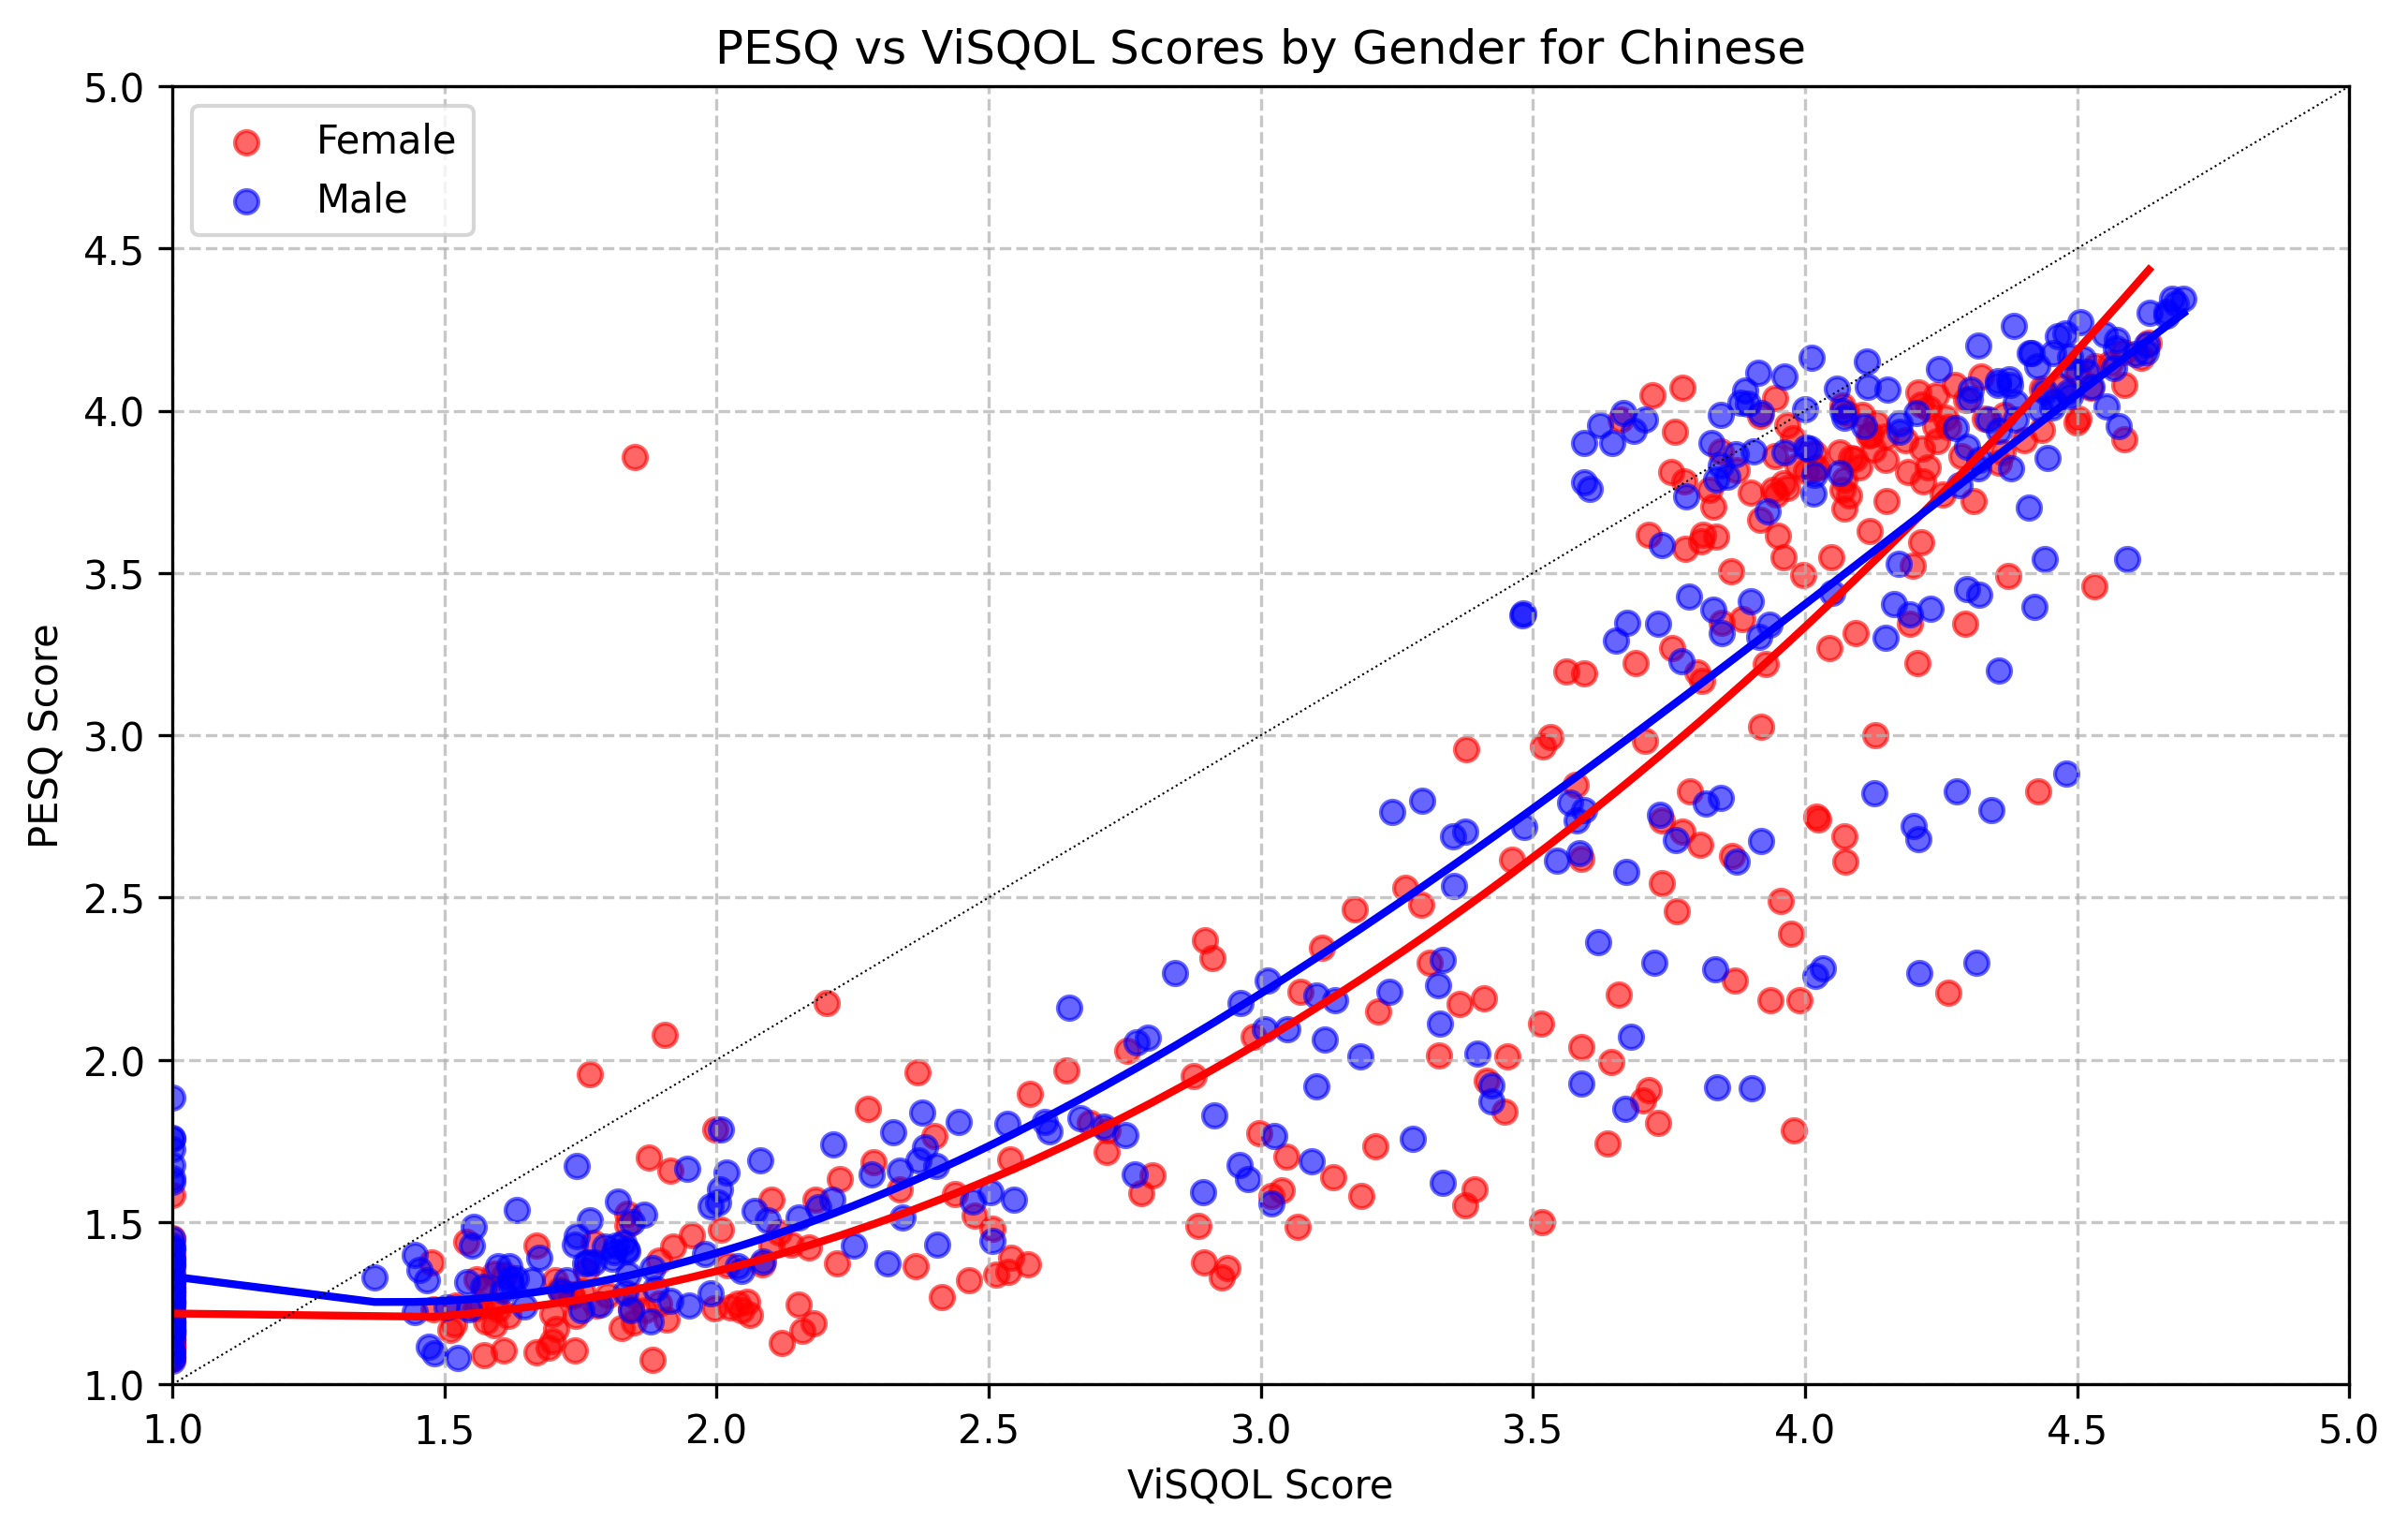 PESQ vs ViSQOL Scores by Gender for Chinese
Female
Male
PESQ Score
5.0
4.5
4.0
3.5
3.0
2.5
2.0
1.5
1.0
1.0 1.5 2.0 2.5 3.0 3.5 4.0 4.5 5.0
ViSQOL Score